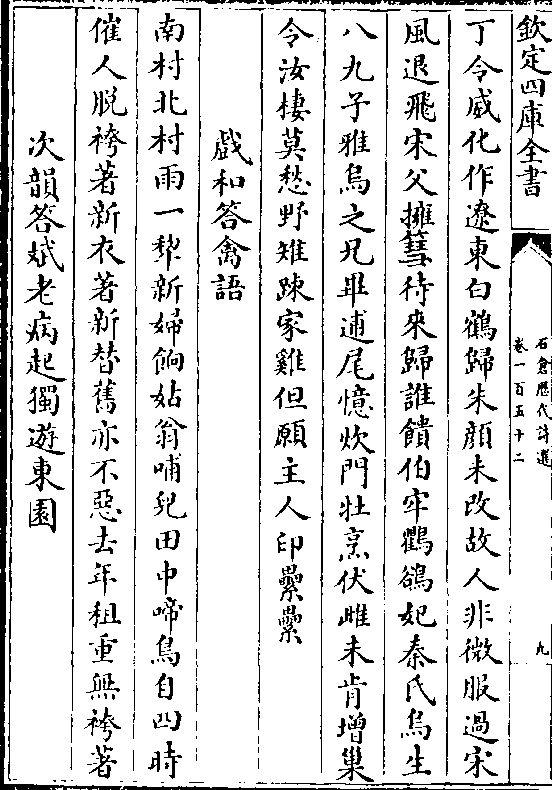 欽定四庫全書
石倉歷代詩選
卷一百五十二
九
丁令威化作遼東白鶴歸朱顔未改故人非微服過宋
風退飛宋父擁篲待來歸誰饋伯牢鸜鵒妃秦氏烏生
八九子雅烏之兄畢逋尾憶炊門牡烹伏雌未肯增巢
令汝棲莫愁野雉踈家雞但願主人印纍纍
戲和答禽語
南村北村雨一犂新婦餉姑翁哺兒田中啼鳥自四時
催人脱袴著新衣著新替舊亦不惡去年租重無袴著
次韻答斌老病起獨遊東園